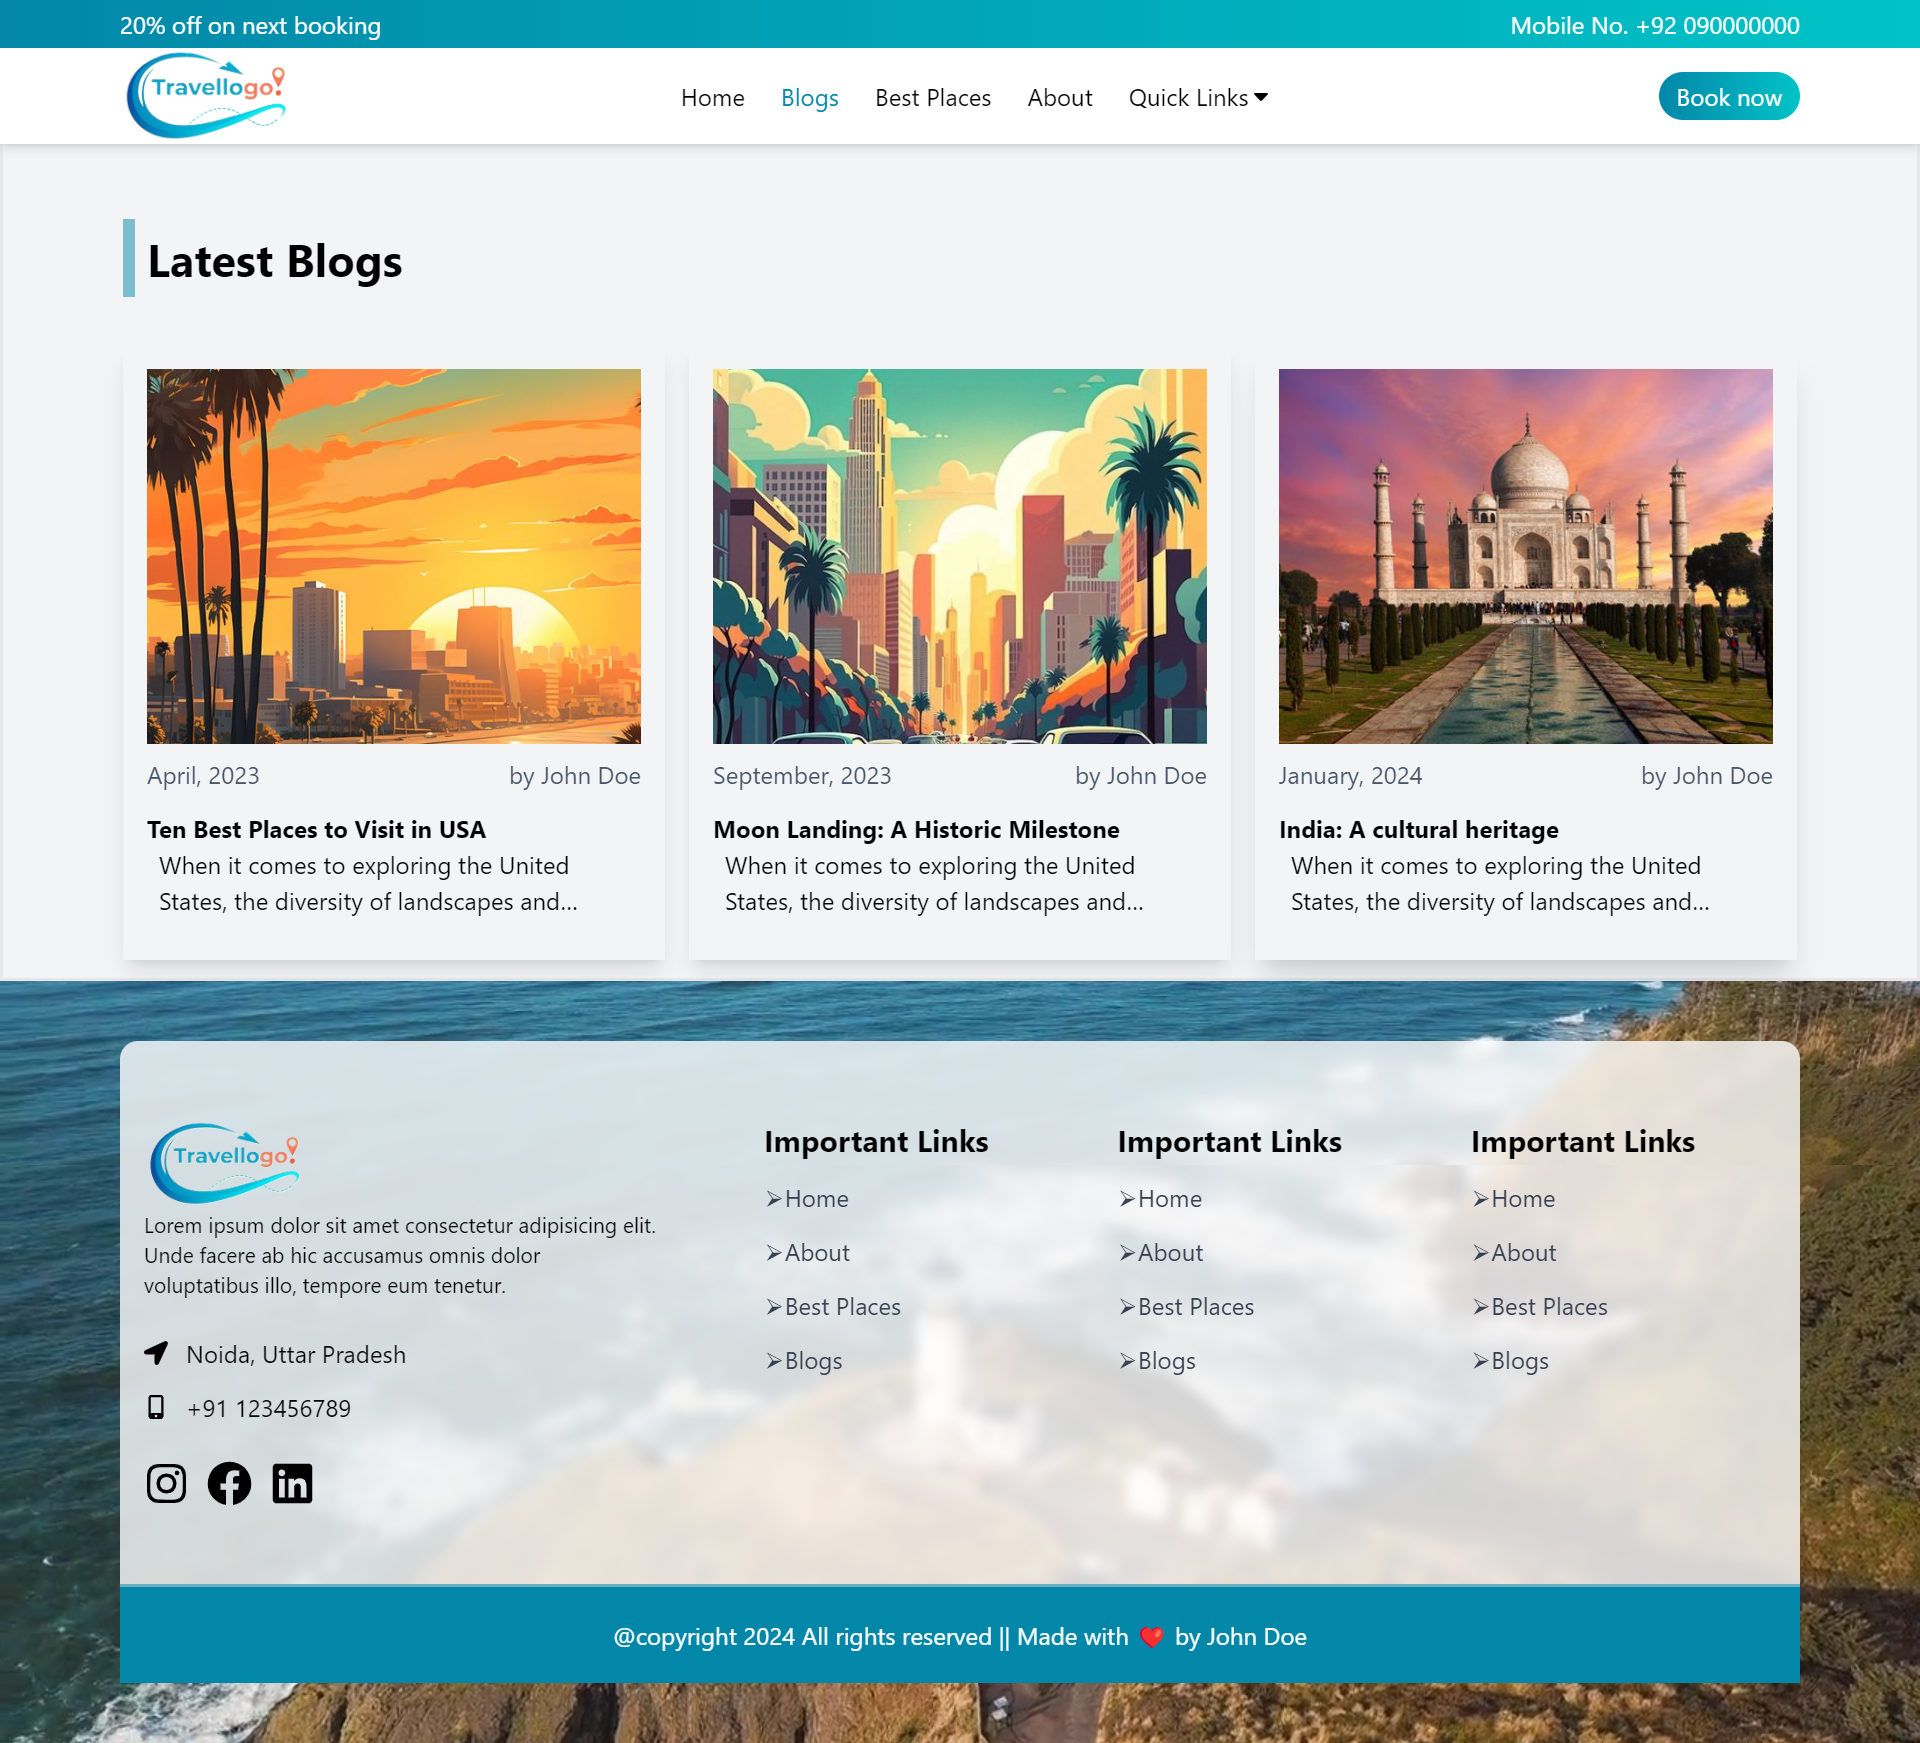 20% off on next booking
Mobile No. +92 090000000
Travellogo!
Home
Blogs
Best Places
About
Quick Links
Book now
Latest Blogs
April, 2023
by John Doe
Ten Best Places to Visit in USA
When it comes to exploring the United
States, the diversity of landscapes and...
September, 2023
by John Doe
Moon Landing: A Historic Milestone
When it comes to exploring the United
States, the diversity of landscapes and...
January, 2024
by John Doe
India: A cultural heritage
When it comes to exploring the United
States, the diversity of landscapes and...
Travellogo!
Lorem ipsum dolor sit amet consectetur adipisicing elit.
Unde facere ab hic accusamus omnis dolor
voluptatibus illo, tempore eum tenetur.
Noida, Uttar Pradesh
+91 123456789
Important Links
➢Home
➢About
➢Best Places
➢Blogs
Important Links
➢Home
➢About
➢Best Places
➢Blogs
Important Links
➢Home
➢About
➢Best Places
➢Blogs
@copyright 2024 All rights reserved || Made with ❤️ by John Doe